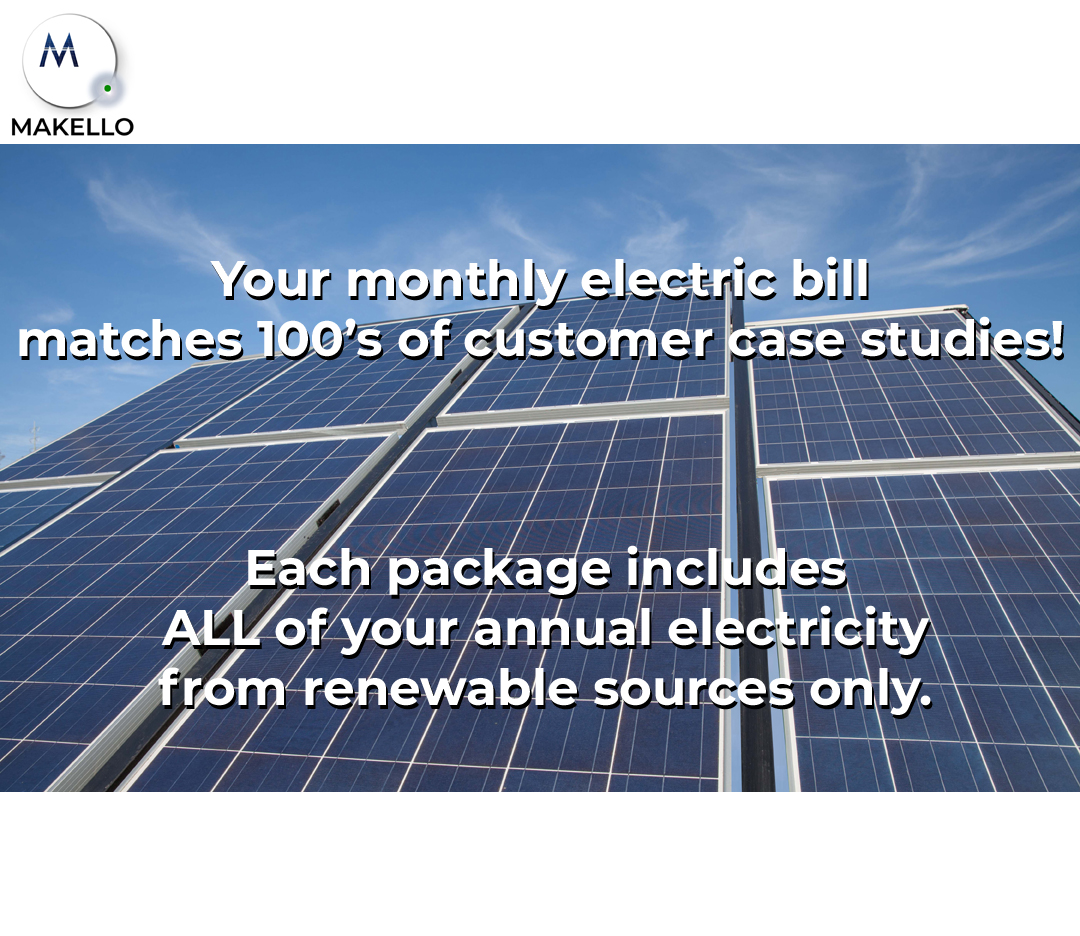 M
MAKELLO
Your monthly electric bill
matches 100’s of customer case studies!
Each package includes
ALL of your annual electricity
from renewable sources only.